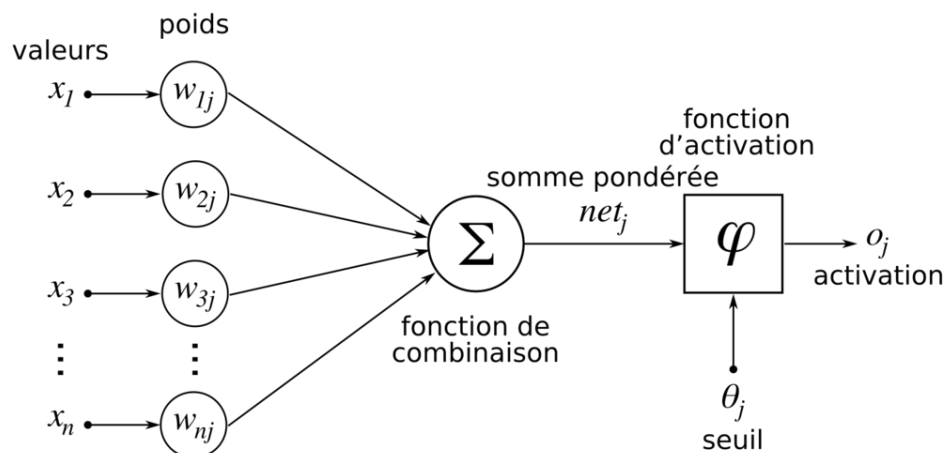 valeurs
poids
x₁
w₁ⱼ
x₂
w₂ⱼ
x₃
w₃ⱼ
⋮ ⋮
xₙ
wₙⱼ
Σ
fonction de
combinaison
somme pondérée
netⱼ
fonction
d’activation
φ
oⱼ
activation
θⱼ
seuil